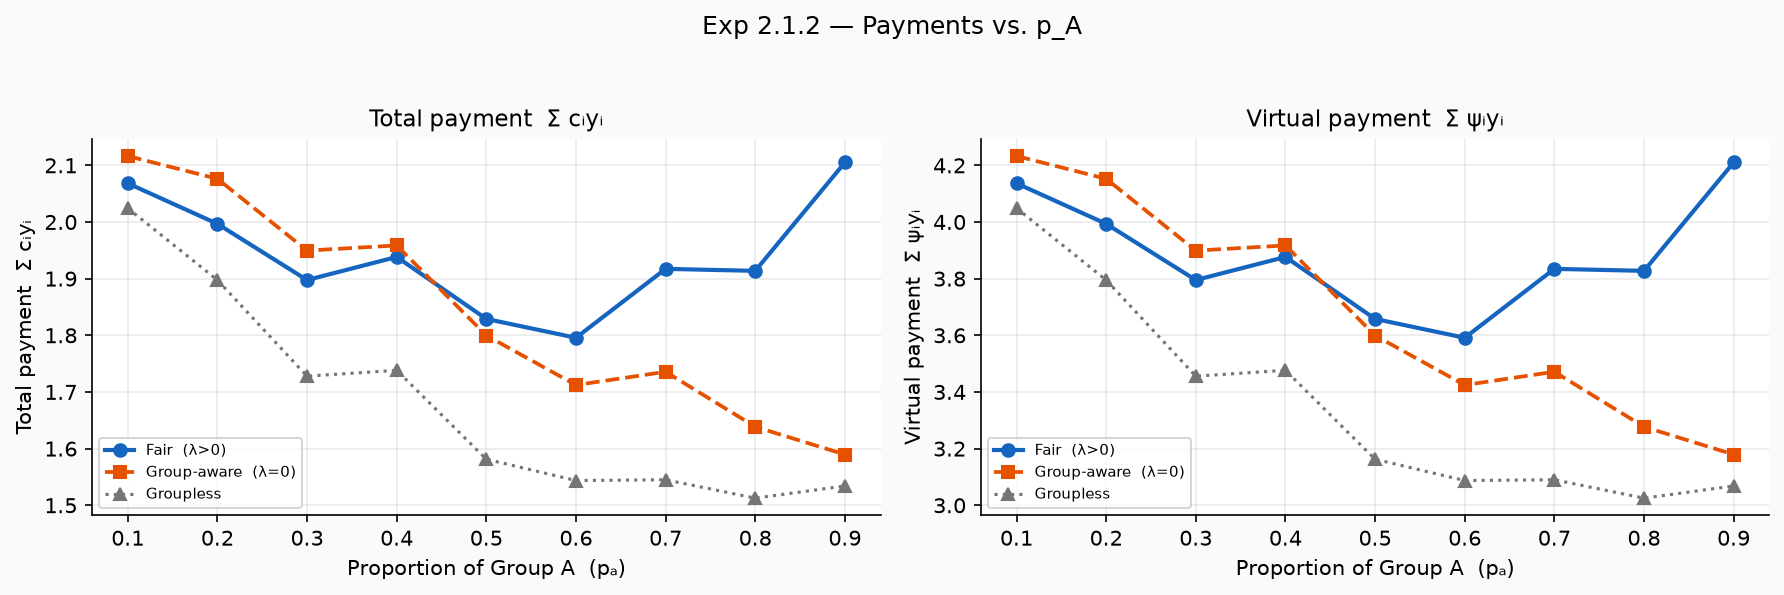 Exp 2.1.2 — Payments vs. p_A
Total payment Σ cᵢyᵢ
Total payment Σ cᵢyᵢ
2.1
2.0
1.9
1.8
1.7
1.6
1.5
Fair (λ>0)
Group-aware (λ=0)
Groupless
0.1 0.2 0.3 0.4 0.5 0.6 0.7 0.8 0.9
Proportion of Group A (pₐ)
Virtual payment Σ ψᵢyᵢ
Virtual payment Σ ψᵢyᵢ
4.2
4.0
3.8
3.6
3.4
3.2
3.0
Fair (λ>0)
Group-aware (λ=0)
Groupless
0.1 0.2 0.3 0.4 0.5 0.6 0.7 0.8 0.9
Proportion of Group A (pₐ)